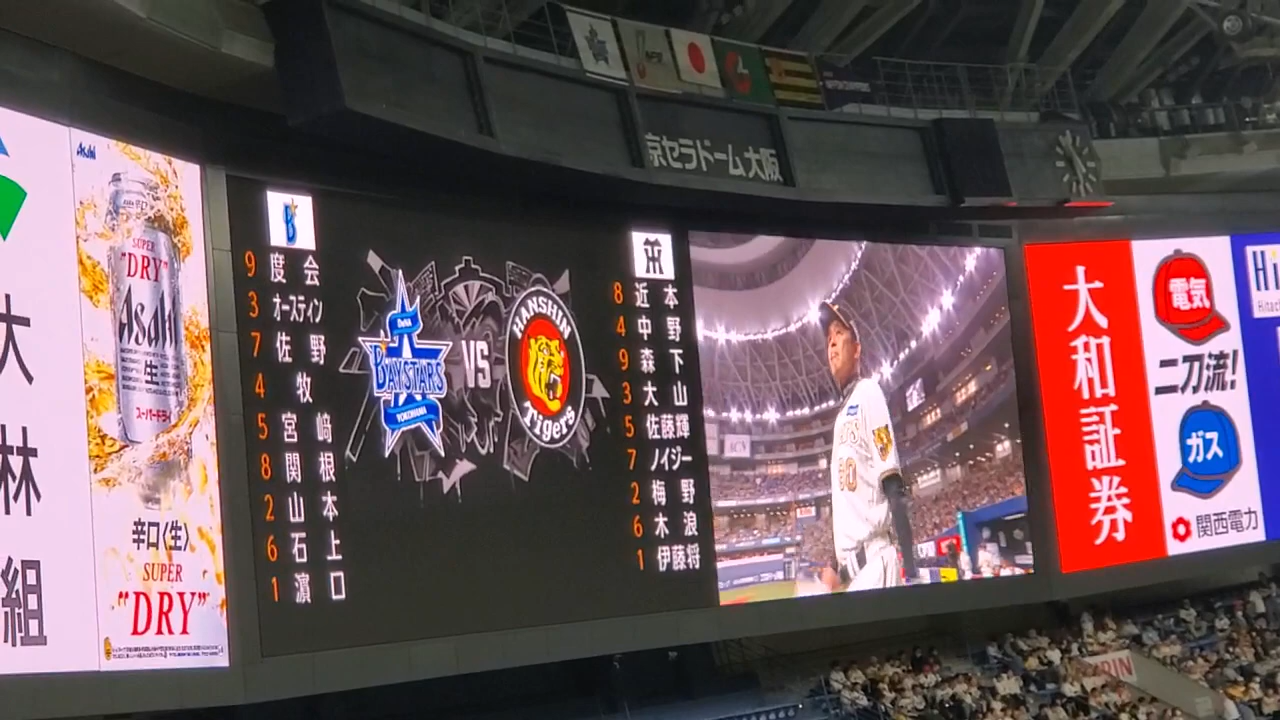 京セラドーム大阪
大
林
組
Asahi
SUPER
"DRY"
Asahi
生
スーパードライ
辛口〈生〉
SUPER
"DRY"
9 度会
3 オースティン
7 佐野
4 牧
5 宮﨑
8 関根
2 山本
6 石上
1 濵口
DeNA
BAYSTARS
YOKOHAMA
VS
HANSHIN
Tigers
8 近本
4 中野
9 森下
3 大山
5 佐藤輝
7 ノイジー
2 梅野
6 木浪
1 伊藤将
大和証券
電気
二刀流!
ガス
関西電力